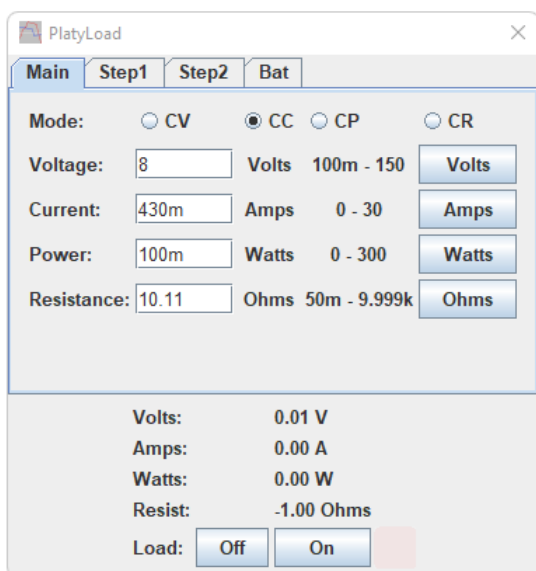 PlatyLoad
Main Step1 Step2 Bat
Mode: CV CC CP CR
Voltage: 8 Volts 100m - 150 Volts
Current: 430m Amps 0 - 30 Amps
Power: 100m Watts 0 - 300 Watts
Resistance: 10.11 Ohms 50m - 9.999k Ohms
Volts: 0.01 V
Amps: 0.00 A
Watts: 0.00 W
Resist: -1.00 Ohms
Load: Off On